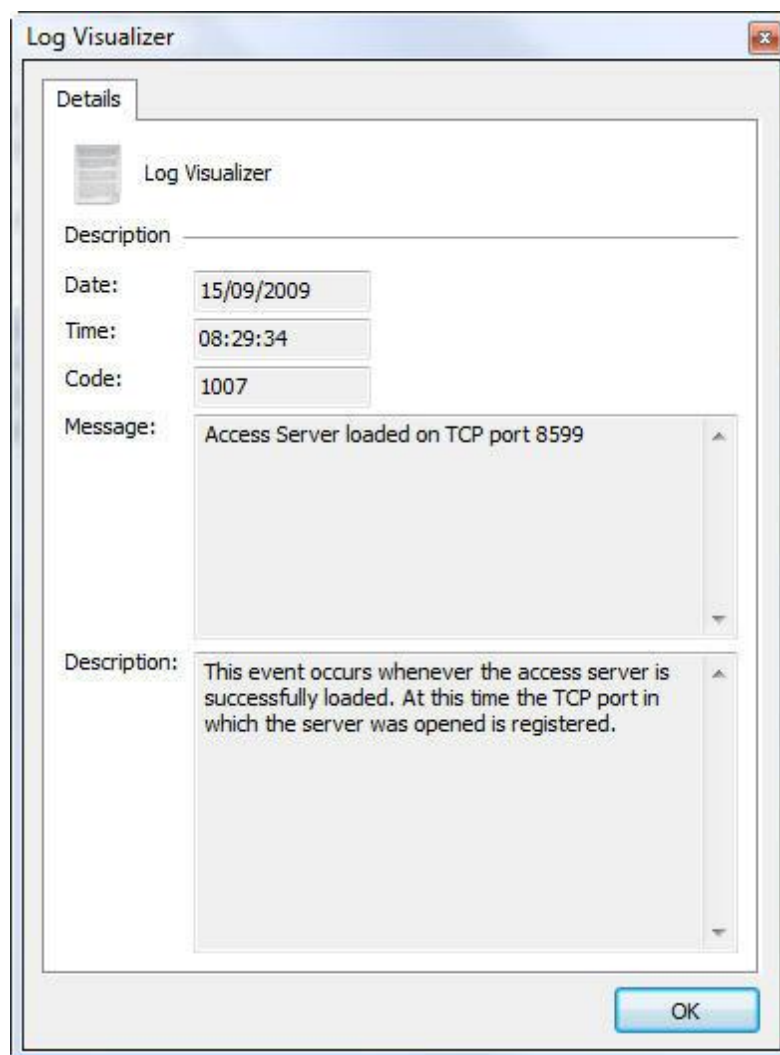 Log Visualizer
Details
Log Visualizer
Description
Date: 15/09/2009
Time: 08:29:34
Code: 1007
Message: Access Server loaded on TCP port 8599
Description: This event occurs whenever the access server is
successfully loaded. At this time the TCP port in
which the server was opened is registered.
OK